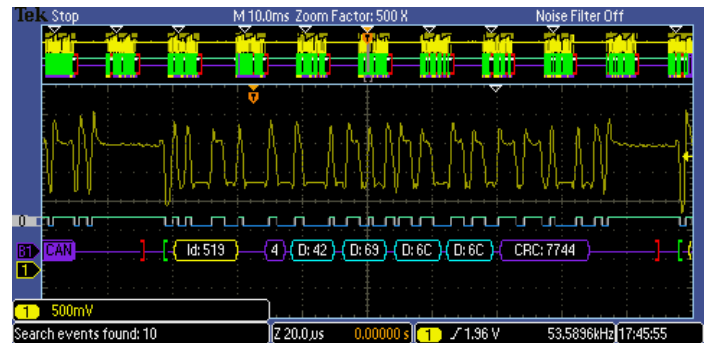 Tek Stop M 10.0ms Zoom Factor: 500 X Noise Filter Off
T
0
B1 CAN Id: 519 4 D: 42 D: 69 D: 6C D: 6C CRC: 7744
1
1 500mV
Search events found: 10 Z 20.0µs 0.00000 s 1 1.96 V 53.5896kHz 17:45:55